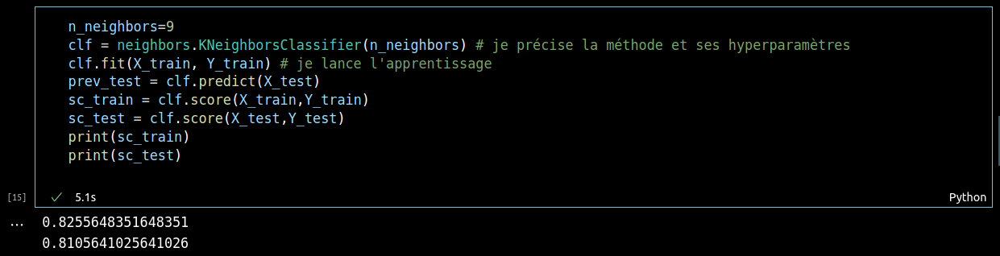 n_neighbors=9
clf = neighbors.KNeighborsClassifier(n_neighbors) # je précise la méthode et ses hyperparamètres
clf.fit(X_train, Y_train) # je lance l'apprentissage
prev_test = clf.predict(X_test)
sc_train = clf.score(X_train,Y_train)
sc_test = clf.score(X_test,Y_test)
print(sc_train)
print(sc_test)
[15] ✓ 5.1s Python
... 0.8255648351648351
0.8105641025641026